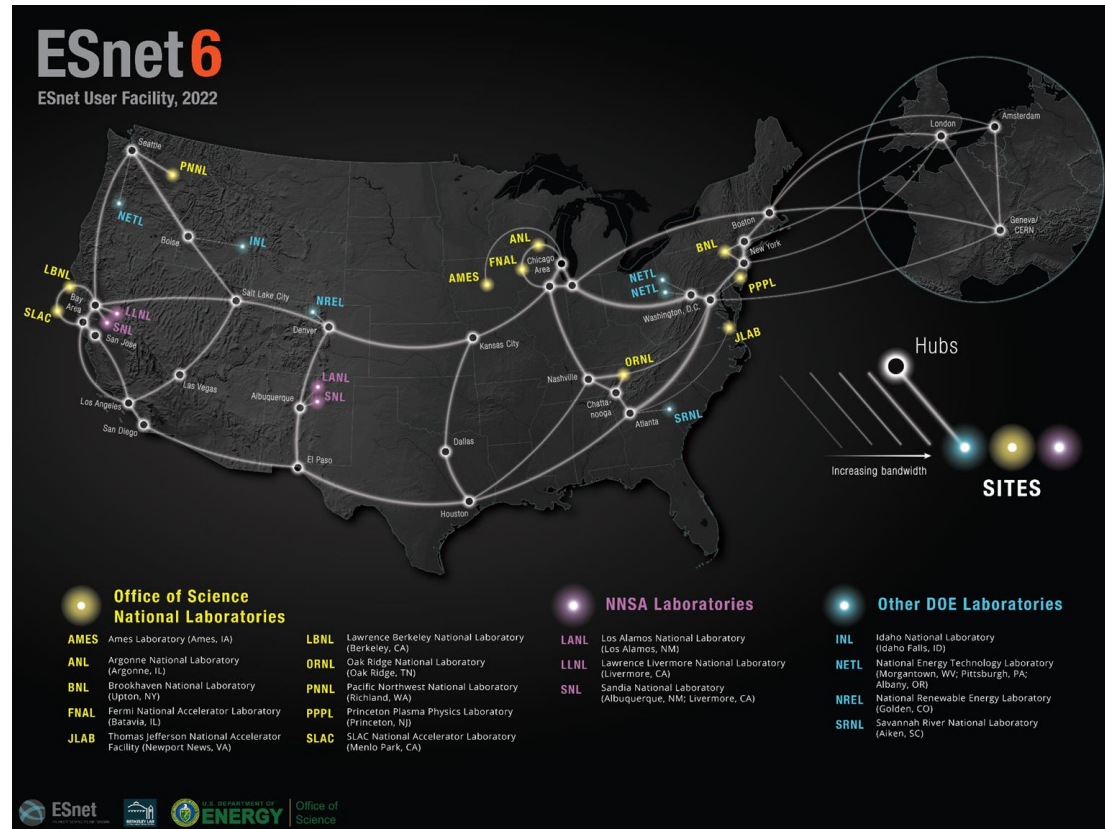 ESnet6
ESnet User Facility, 2022
Seattle
PNNL
NETL
Boise
INL
LBNL
Bay
Area
SLAC
LLNL
SNL
San Jose
Salt Lake City
NREL
Denver
Las Vegas
Los Angeles
San Diego
LANL
SNL
Albuquerque
El Paso
Kansas City
Dallas
Houston
AMES
ANL
FNAL
Chicago
Area
NETL
NETL
Washington, D.C.
Nashville
ORNL
Chatta-
nooga
Atlanta
SRNL
JLAB
PPPL
BNL
New York
Boston
London
Amsterdam
Geneva/
CERN
Hubs
Increasing bandwidth
SITES
Office of Science
National Laboratories
AMES Ames Laboratory (Ames, IA)
ANL Argonne National Laboratory
(Argonne, IL)
BNL Brookhaven National Laboratory
(Upton, NY)
FNAL Fermi National Accelerator Laboratory
(Batavia, IL)
JLAB Thomas Jefferson National Accelerator
Facility (Newport News, VA)
LBNL Lawrence Berkeley National Laboratory
(Berkeley, CA)
ORNL Oak Ridge National Laboratory
(Oak Ridge, TN)
PNNL Pacific Northwest National Laboratory
(Richland, WA)
PPPL Princeton Plasma Physics Laboratory
(Princeton, NJ)
SLAC SLAC National Accelerator Laboratory
(Menlo Park, CA)
NNSA Laboratories
LANL Los Alamos National Laboratory
(Los Alamos, NM)
LLNL Lawrence Livermore National Laboratory
(Livermore, CA)
SNL Sandia National Laboratory
(Albuquerque, NM; Livermore, CA)
Other DOE Laboratories
INL Idaho National Laboratory
(Idaho Falls, ID)
NETL National Energy Technology Laboratory
(Morgantown, WV; Pittsburgh, PA;
Albany, OR)
NREL National Renewable Energy Laboratory
(Golden, CO)
SRNL Savannah River National Laboratory
(Aiken, SC)
ESnet
BERKELEY LAB
U.S. DEPARTMENT OF
ENERGY
Office of
Science